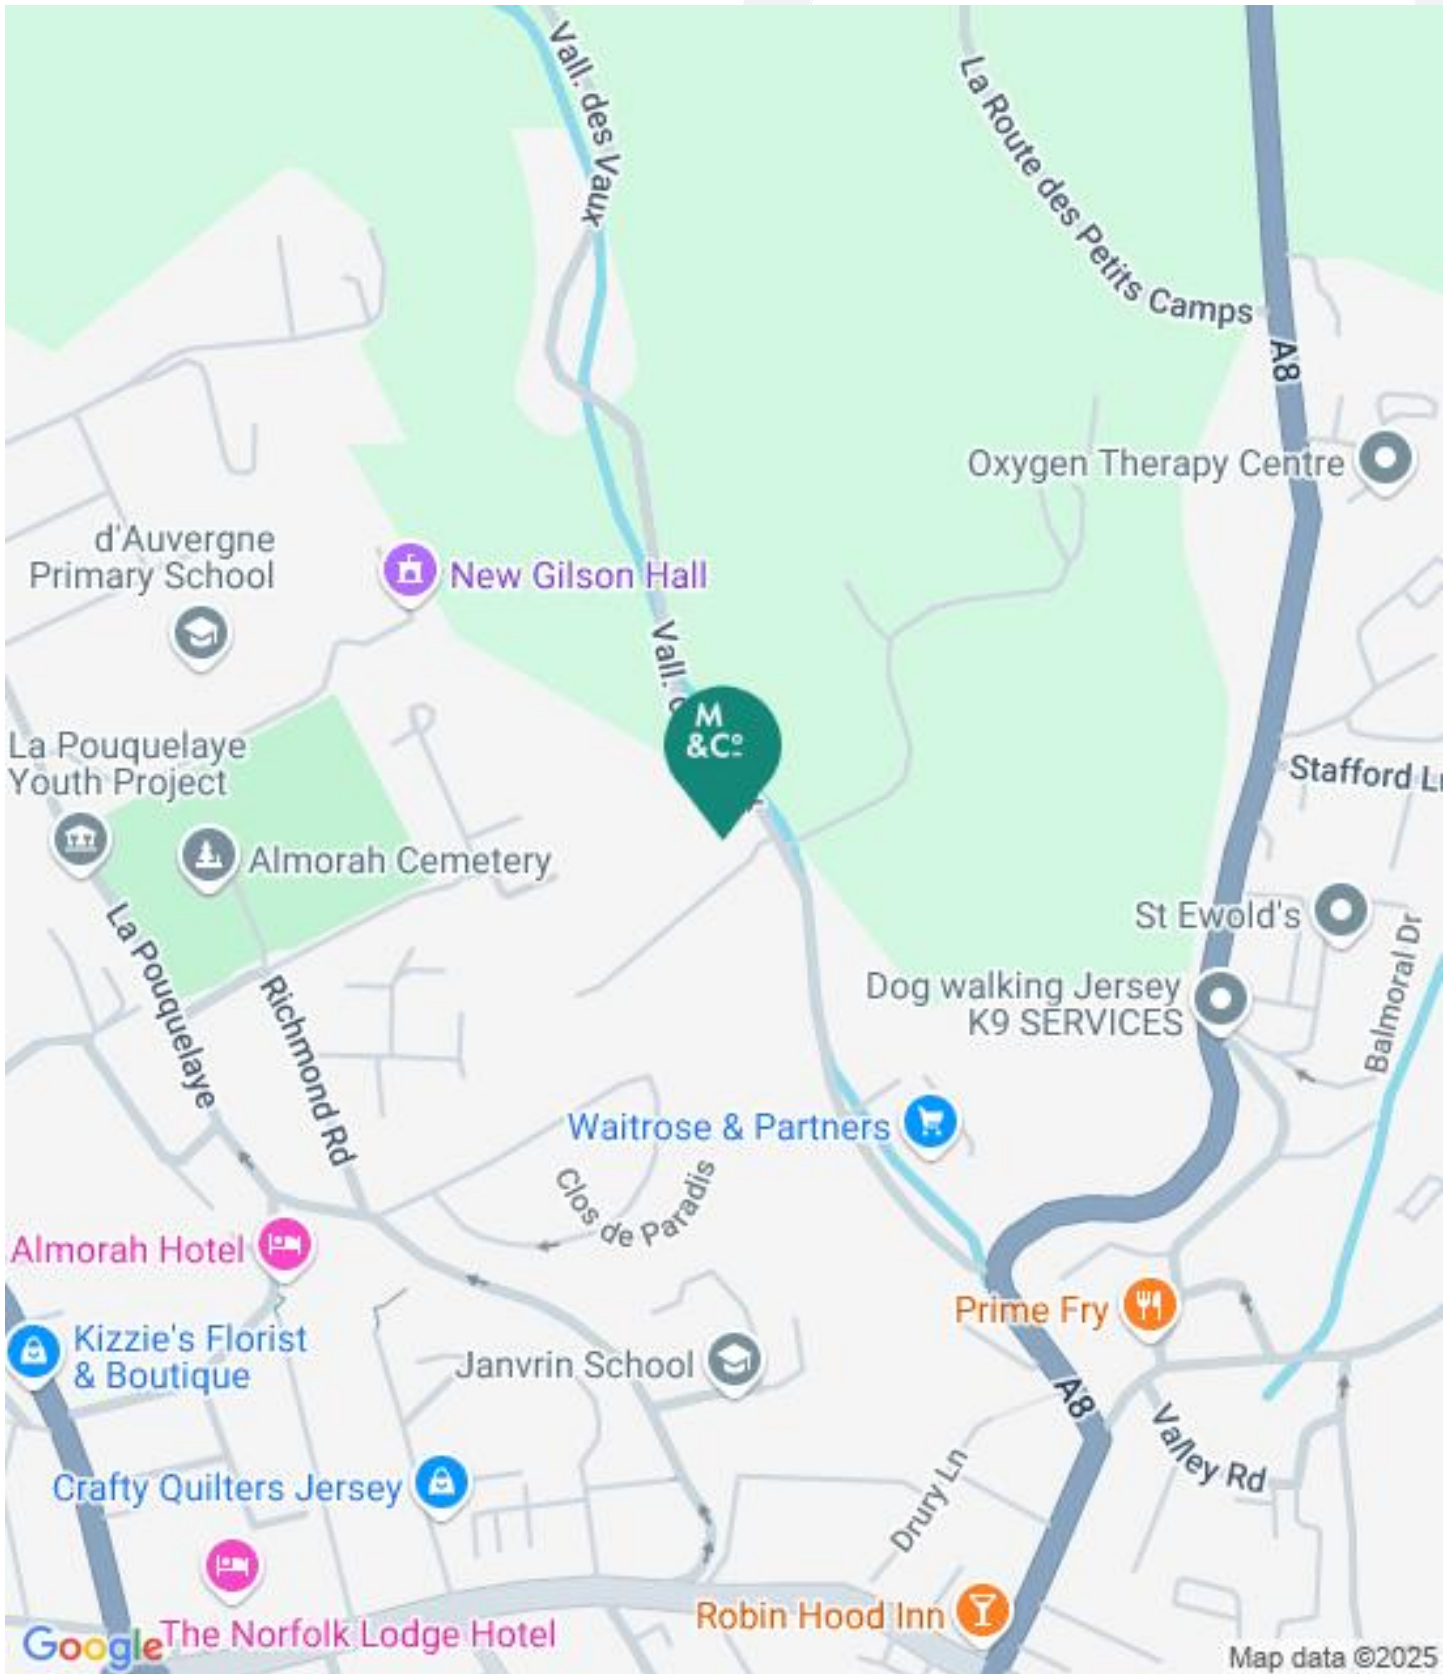 Vall. des Vaux
La Route des Petits Camps
A8
Oxygen Therapy Centre
d'Auvergne
Primary School
New Gilson Hall
Vall.
M
&Cº
La Pouquelaye
Youth Project
Stafford
Almorah Cemetery
St Ewold's
La Pouquelaye
Richmond Rd
Dog walking Jersey
K9 SERVICES
Balmoral Dr
Waitrose & Partners
Clos de Paradis
Almorah Hotel
Prime Fry
Kizzie's Florist
& Boutique
Janvrin School
A8
Valley Rd
Crafty Quilters Jersey
Drury Ln
Robin Hood Inn
The Norfolk Lodge Hotel
Google
Map data ©2025